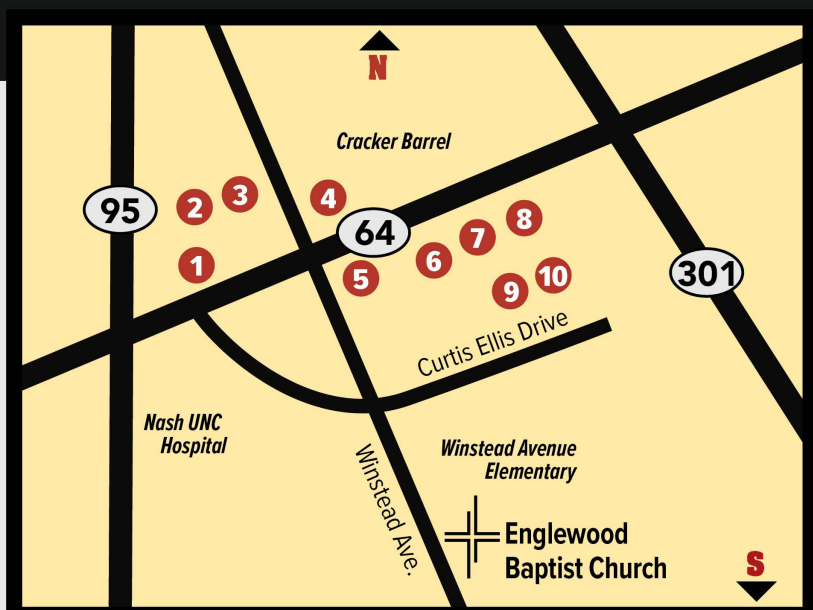 N
Cracker Barrel
95
2
3
4
64
8
7
6
1
5
301
10
9
Curtis Ellis Drive
Nash UNC
Hospital
Winstead Ave.
Winstead Avenue
Elementary
Englewood
Baptist Church
S